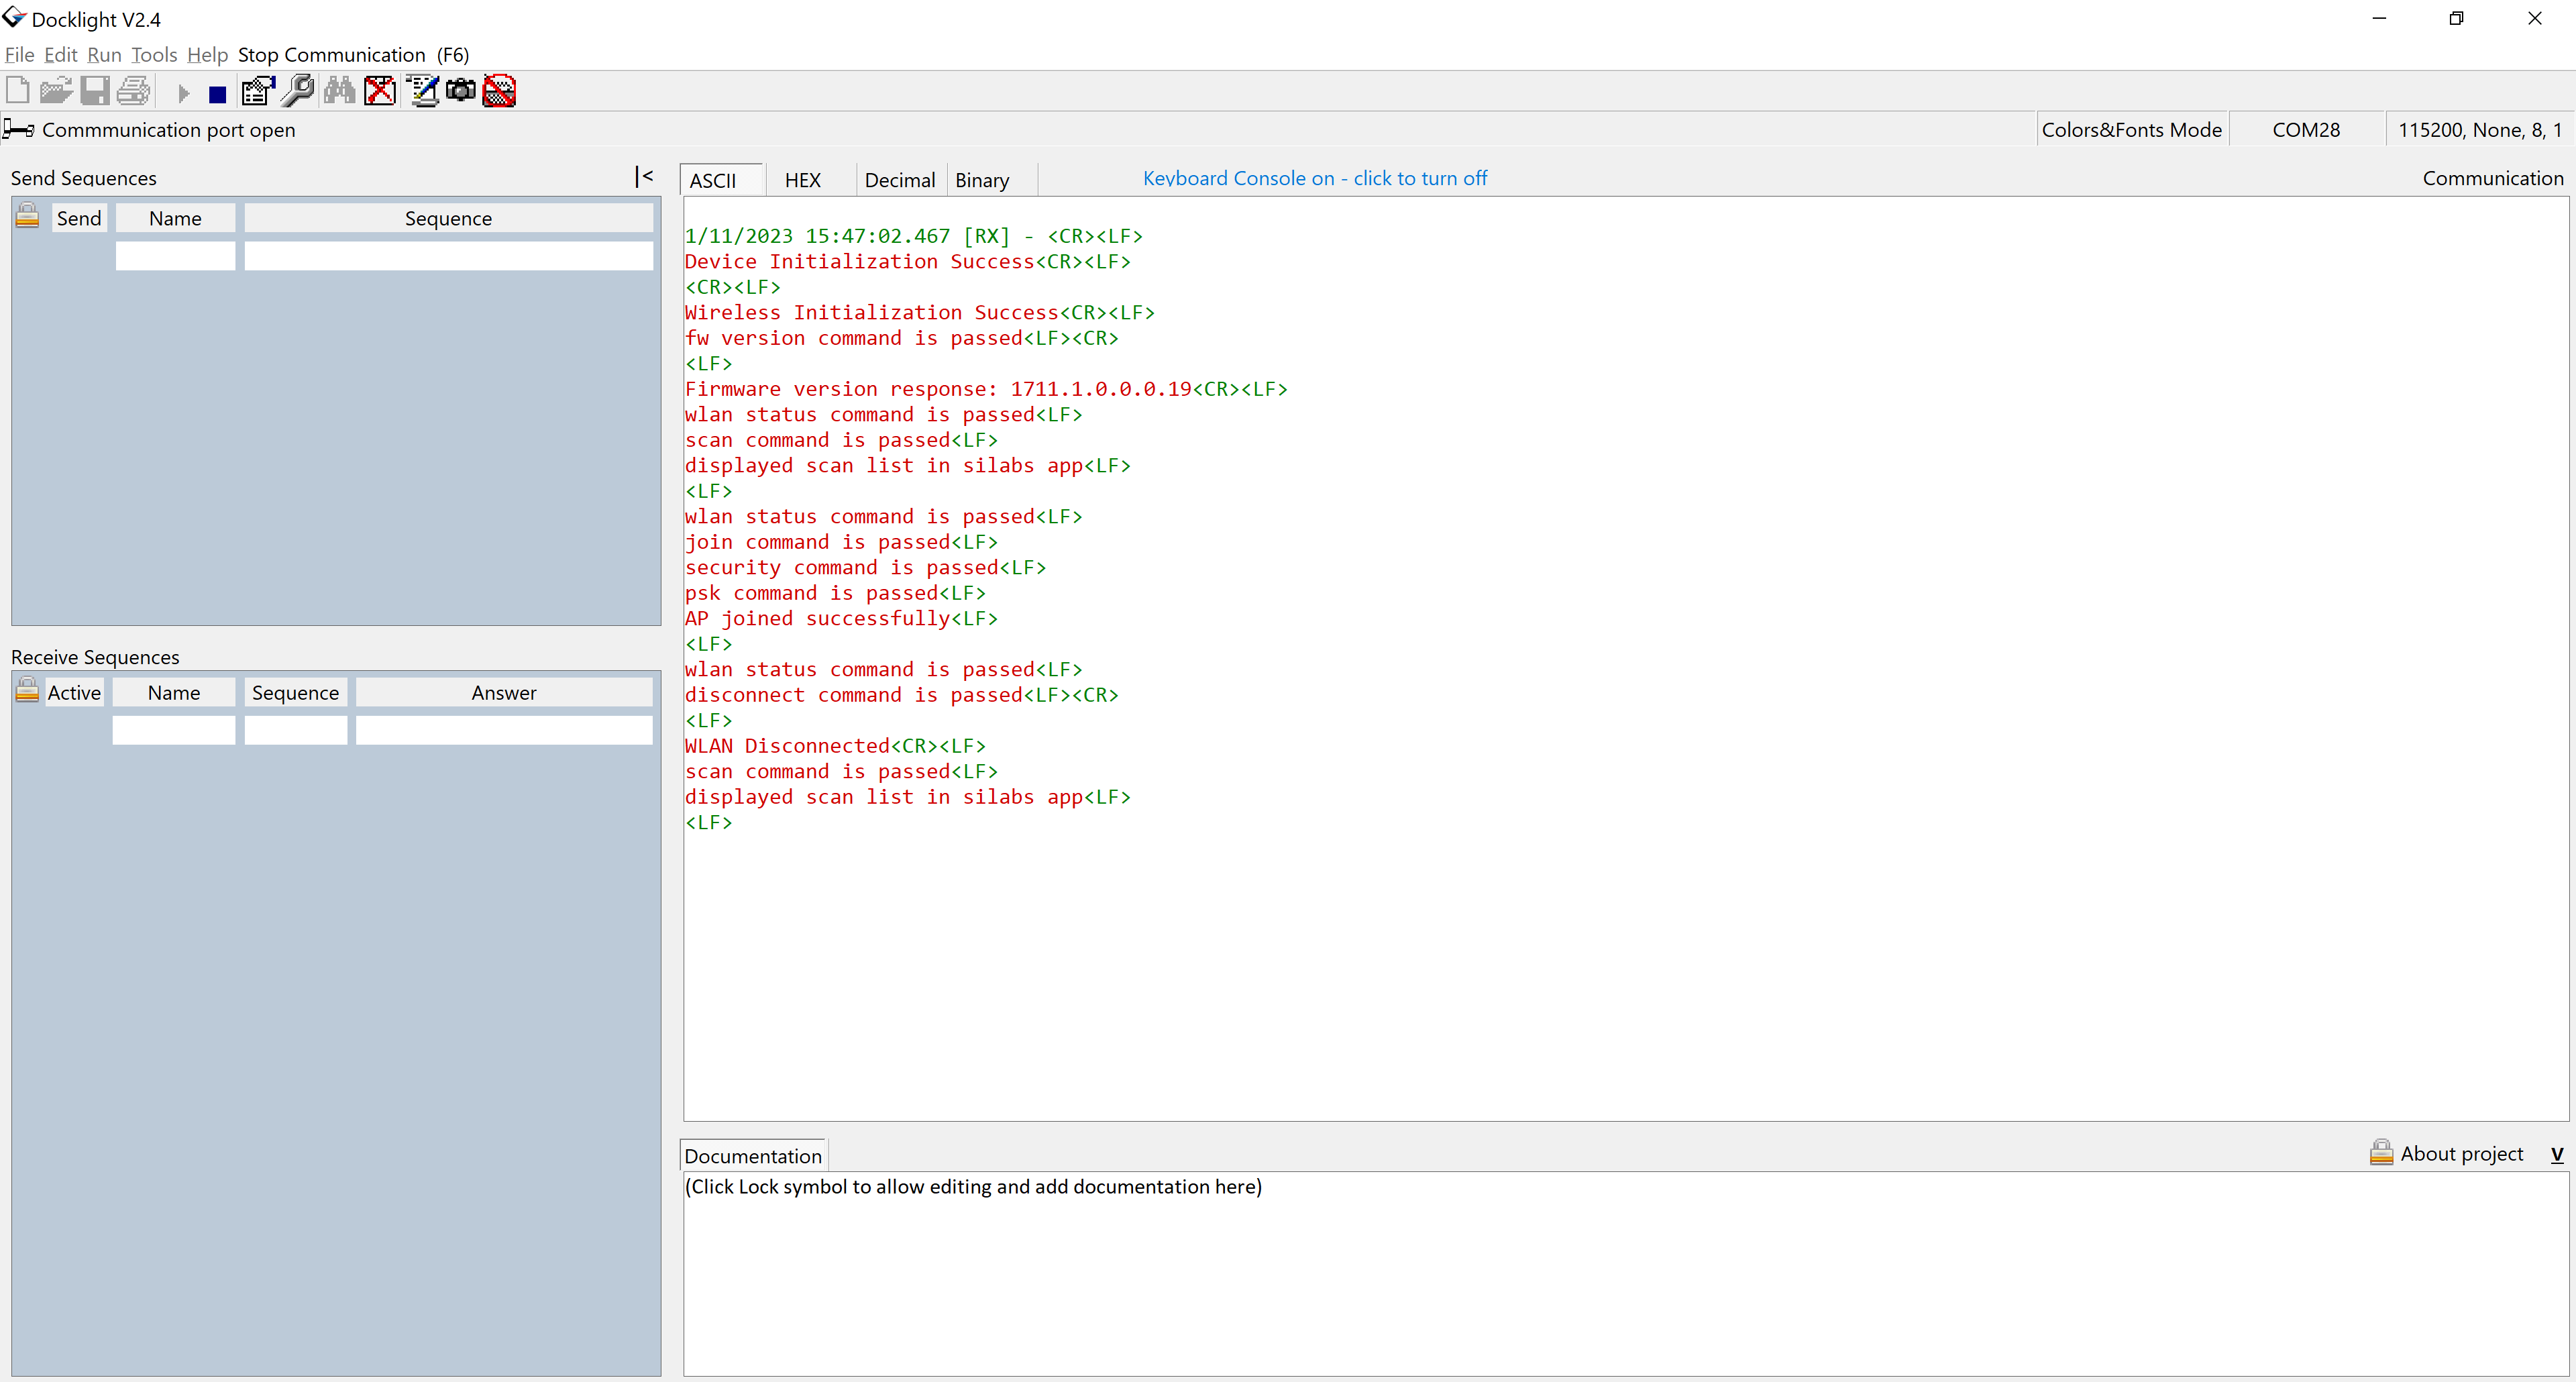 Docklight V2.4
File Edit Run Tools Help Stop Communication (F6)
Commmunication port open
Colors&Fonts Mode
COM28
115200, None, 8, 1
Send Sequences
|<
Send Name Sequence
Receive Sequences
Active Name Sequence Answer
ASCII HEX Decimal Binary
Keyboard Console on - click to turn off
Communication
1/11/2023 15:47:02.467 [RX] - <CR><LF>
Device Initialization Success<CR><LF>
<CR><LF>
Wireless Initialization Success<CR><LF>
fw version command is passed<LF><CR>
<LF>
Firmware version response: 1711.1.0.0.0.19<CR><LF>
wlan status command is passed<LF>
scan command is passed<LF>
displayed scan list in silabs app<LF>
<LF>
wlan status command is passed<LF>
join command is passed<LF>
security command is passed<LF>
psk command is passed<LF>
AP joined successfully<LF>
<LF>
wlan status command is passed<LF>
disconnect command is passed<LF><CR>
<LF>
WLAN Disconnected<CR><LF>
scan command is passed<LF>
displayed scan list in silabs app<LF>
<LF>
Documentation
About project
V
(Click Lock symbol to allow editing and add documentation here)